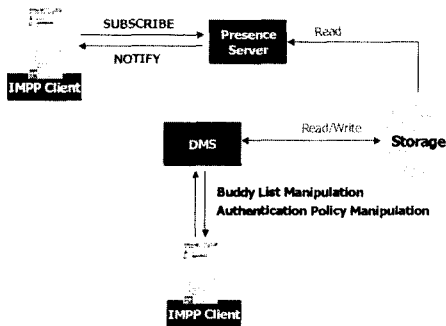 SUBSCRIBE
Presence
Server
Read
NOTIFY
IMPP Client
Read/Write
DMS
Storage
Buddy List Manipulation
Authentication Policy Manipulation
IMPP Client